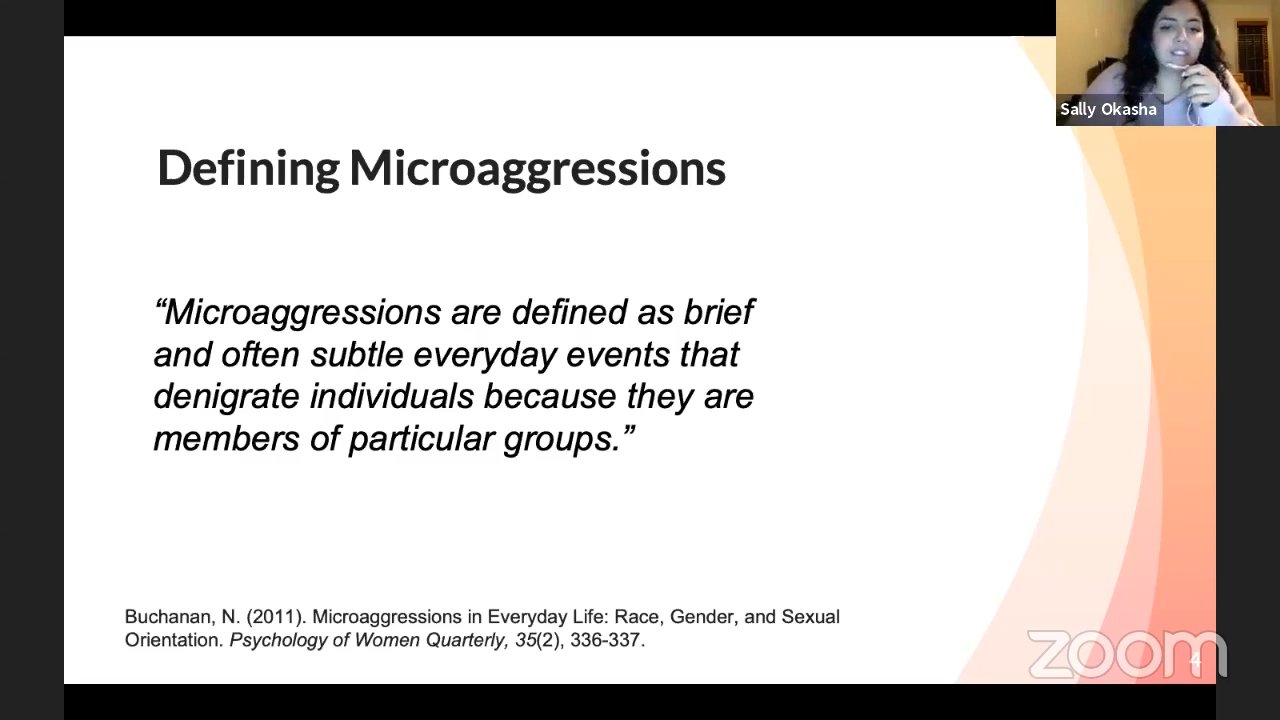 Sally Okasha
Defining Microaggressions
“Microaggressions are defined as brief
and often subtle everyday events that
denigrate individuals because they are
members of particular groups.”
Buchanan, N. (2011). Microaggressions in Everyday Life: Race, Gender, and Sexual
Orientation. Psychology of Women Quarterly, 35(2), 336-337.
zoom
4